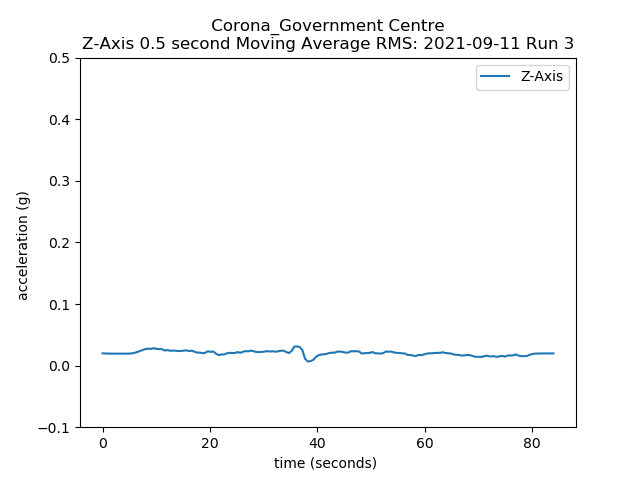 Corona_Government Centre
Z-Axis 0.5 second Moving Average RMS: 2021-09-11 Run 3
Z-Axis
0.5
0.4
0.3
0.2
0.1
0.0
−0.1
acceleration (g)
0 20 40 60 80
time (seconds)